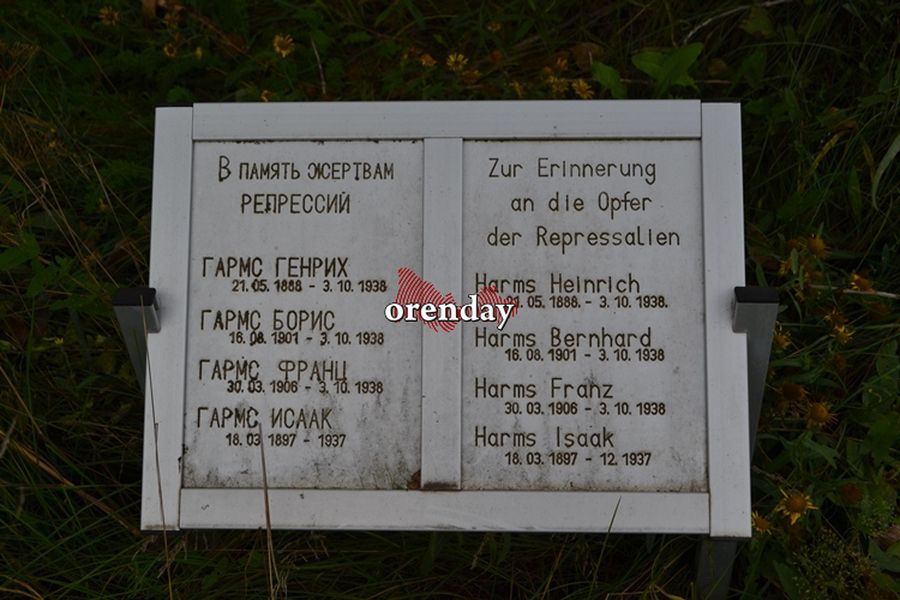 В ПАМЯТЬ ЖЕРТВАМ
РЕПРЕССИЙ
ГАРМС ГЕНРИХ
21.05.1888 - 3.10.1938
ГАРМС БОРИС
16.08.1901 - 3.10.1938
ГАРМС ФРАНЦ
30.03.1906 - 3.10.1938
ГАРМС ИСААК
18.03.1897 - 1937
Zur Erinnerung
an die Opfer
der Repressalien
Harms Heinrich
21.05.1888. - 3.10.1938.
Harms Bernhard
16.08.1901 - 3.10.1938
Harms Franz
30.03.1906 - 3.10.1938
Harms Isaak
18.03.1897 - 12.1937
orenday